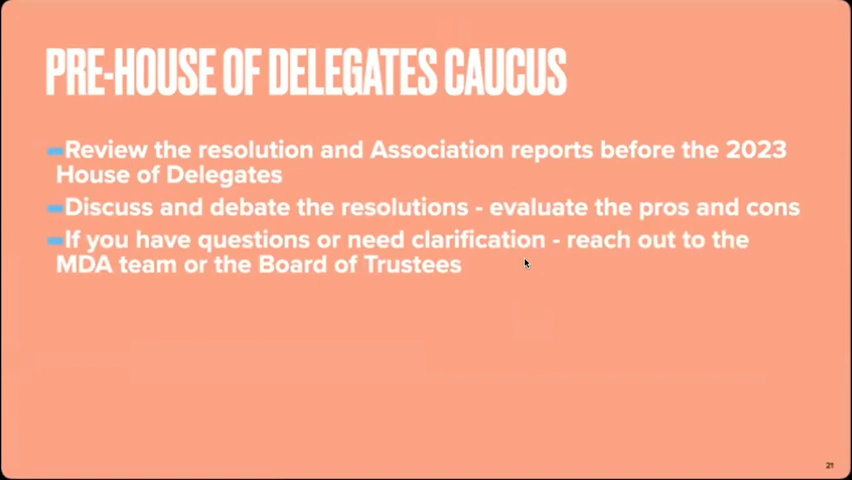 PRE-HOUSE OF DELEGATES CAUCUS
Review the resolution and Association reports before the 2023
House of Delegates
Discuss and debate the resolutions - evaluate the pros and cons
If you have questions or need clarification - reach out to the
MDA team or the Board of Trustees
21